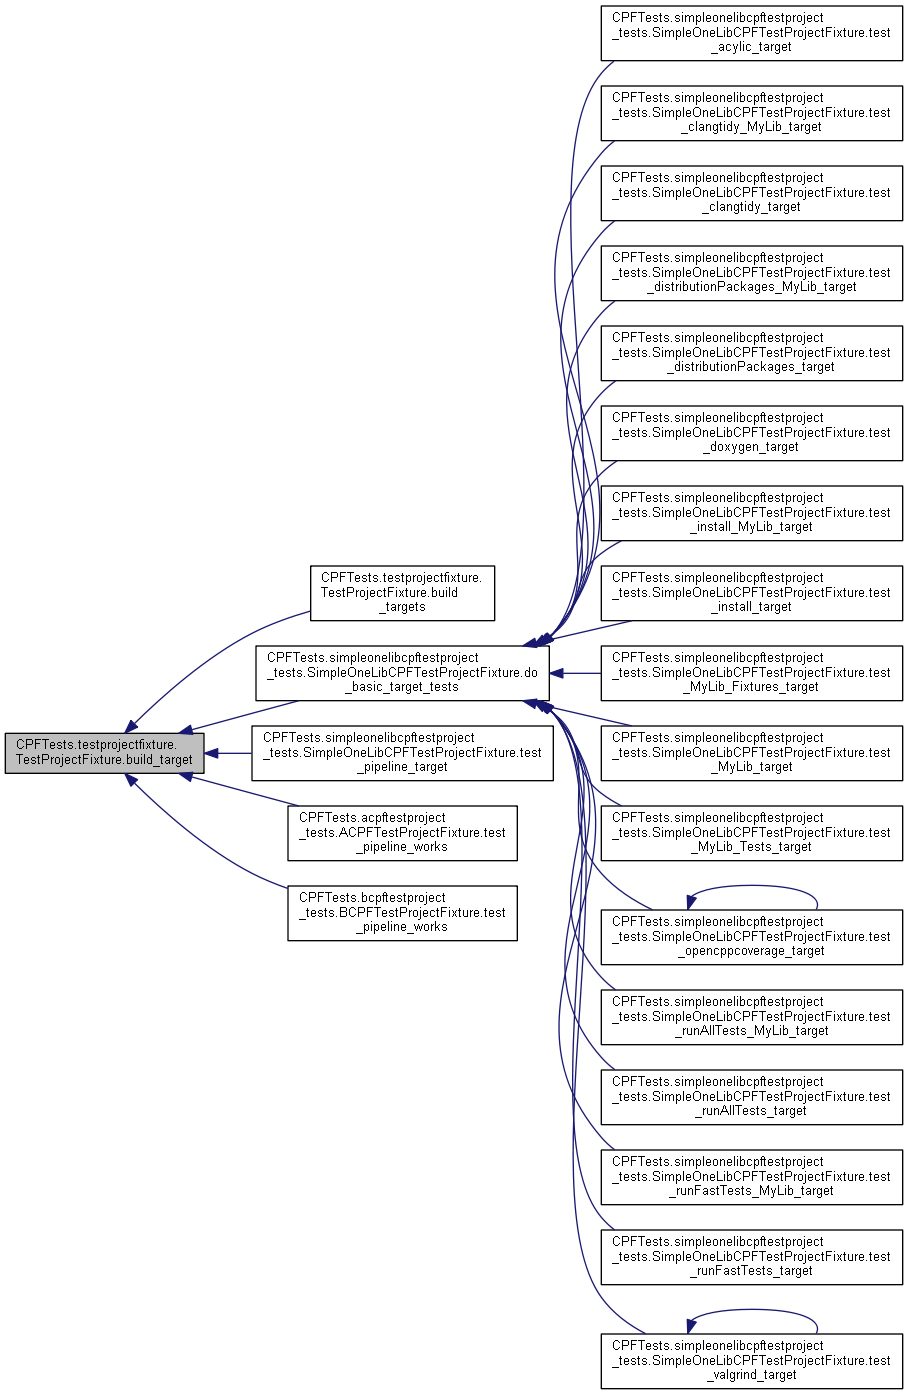 CPFTests.simpleonelibcpftestproject
_tests.SimpleOneLibCPFTestProjectFixture.test
_acylic_target
CPFTests.simpleonelibcpftestproject
_tests.SimpleOneLibCPFTestProjectFixture.test
_clangtidy_MyLib_target
CPFTests.simpleonelibcpftestproject
_tests.SimpleOneLibCPFTestProjectFixture.test
_clangtidy_target
CPFTests.simpleonelibcpftestproject
_tests.SimpleOneLibCPFTestProjectFixture.test
_distributionPackages_MyLib_target
CPFTests.simpleonelibcpftestproject
_tests.SimpleOneLibCPFTestProjectFixture.test
_distributionPackages_target
CPFTests.simpleonelibcpftestproject
_tests.SimpleOneLibCPFTestProjectFixture.test
_doxygen_target
CPFTests.simpleonelibcpftestproject
_tests.SimpleOneLibCPFTestProjectFixture.test
_install_MyLib_target
CPFTests.testprojectfixture.
TestProjectFixture.build
_targets
CPFTests.simpleonelibcpftestproject
_tests.SimpleOneLibCPFTestProjectFixture.test
_install_target
CPFTests.simpleonelibcpftestproject
_tests.SimpleOneLibCPFTestProjectFixture.do
_basic_target_tests
CPFTests.simpleonelibcpftestproject
_tests.SimpleOneLibCPFTestProjectFixture.test
_MyLib_Fixtures_target
CPFTests.testprojectfixture.
TestProjectFixture.build_target
CPFTests.simpleonelibcpftestproject
_tests.SimpleOneLibCPFTestProjectFixture.test
_pipeline_target
CPFTests.simpleonelibcpftestproject
_tests.SimpleOneLibCPFTestProjectFixture.test
_MyLib_target
CPFTests.acpftestproject
_tests.ACPFTestProjectFixture.test
_pipeline_works
CPFTests.simpleonelibcpftestproject
_tests.SimpleOneLibCPFTestProjectFixture.test
_MyLib_Tests_target
CPFTests.bcpftestproject
_tests.BCPFTestProjectFixture.test
_pipeline_works
CPFTests.simpleonelibcpftestproject
_tests.SimpleOneLibCPFTestProjectFixture.test
_opencppcoverage_target
CPFTests.simpleonelibcpftestproject
_tests.SimpleOneLibCPFTestProjectFixture.test
_runAllTests_MyLib_target
CPFTests.simpleonelibcpftestproject
_tests.SimpleOneLibCPFTestProjectFixture.test
_runAllTests_target
CPFTests.simpleonelibcpftestproject
_tests.SimpleOneLibCPFTestProjectFixture.test
_runFastTests_MyLib_target
CPFTests.simpleonelibcpftestproject
_tests.SimpleOneLibCPFTestProjectFixture.test
_runFastTests_target
CPFTests.simpleonelibcpftestproject
_tests.SimpleOneLibCPFTestProjectFixture.test
_valgrind_target